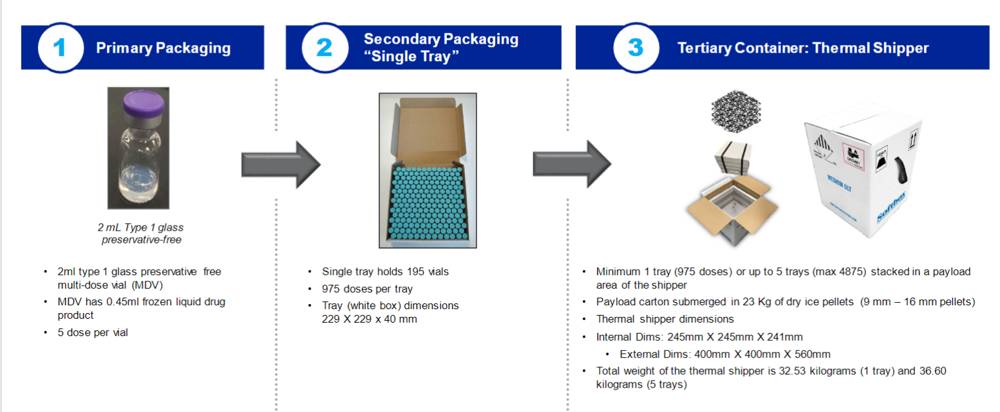 1
Primary Packaging
2 mL Type 1 glass
preservative-free
• 2ml type 1 glass preservative free
multi-dose vial (MDV)
• MDV has 0.45ml frozen liquid drug
product
• 5 dose per vial
2
Secondary Packaging
“Single Tray”
• Single tray holds 195 vials
• 975 doses per tray
• Tray (white box) dimensions
229 X 229 x 40 mm
3
Tertiary Container: Thermal Shipper
HEAVY
MEDIUM ULT
softbox
• Minimum 1 tray (975 doses) or up to 5 trays (max 4875) stacked in a payload
area of the shipper
• Payload carton submerged in 23 Kg of dry ice pellets (9 mm – 16 mm pellets)
• Thermal shipper dimensions
• Internal Dims: 245mm X 245mm X 241mm
• External Dims: 400mm X 400mm X 560mm
• Total weight of the thermal shipper is 32.53 kilograms (1 tray) and 36.60
kilograms (5 trays)